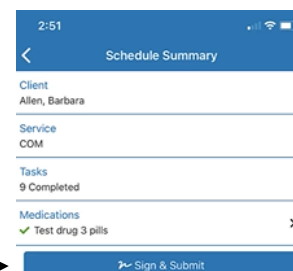 2:51
Schedule Summary
Client
Allen, Barbara
Service
COM
Tasks
9 Completed
Medications
Test drug 3 pills
Sign & Submit